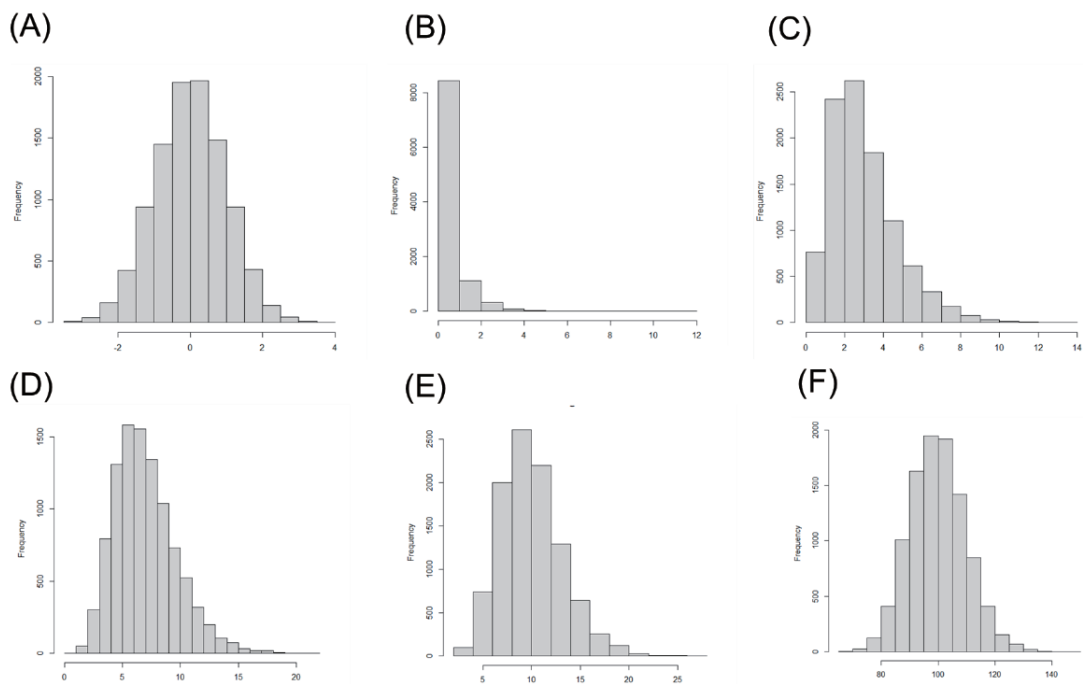 (A)
(B)
(C)
Frequency
0 500 1000 1500 2000
-2 0 2 4
Frequency
0 2000 4000 6000 8000
0 2 4 6 8 10 12
Frequency
0 500 1000 1500 2000 2500
0 2 4 6 8 10 12 14
(D)
(E)
(F)
Frequency
0 500 1000 1500
0 5 10 15 20
Frequency
0 500 1000 1500 2000 2500
5 10 15 20 25
Frequency
0 500 1000 1500 2000
80 100 120 140